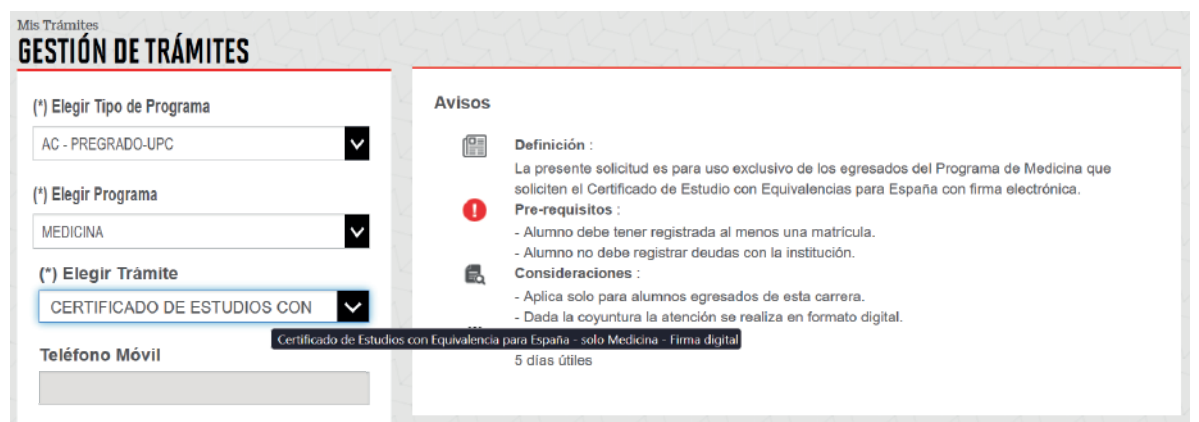 Mis Trámites
GESTIÓN DE TRÁMITES
(*) Elegir Tipo de Programa
AC - PREGRADO-UPC
(*) Elegir Programa
MEDICINA
(*) Elegir Trámite
CERTIFICADO DE ESTUDIOS CON
Certificado de Estudios con Equivalencia para España - solo Medicina - Firma digital
Teléfono Móvil
Avisos
Definición :
La presente solicitud es para uso exclusivo de los egresados del Programa de Medicina que
soliciten el Certificado de Estudio con Equivalencias para España con firma electrónica.
Pre-requisitos :
- Alumno debe tener registrada al menos una matrícula.
- Alumno no debe registrar deudas con la institución.
Consideraciones :
- Aplica solo para alumnos egresados de esta carrera.
- Dada la coyuntura la atención se realiza en formato digital.
5 días útiles